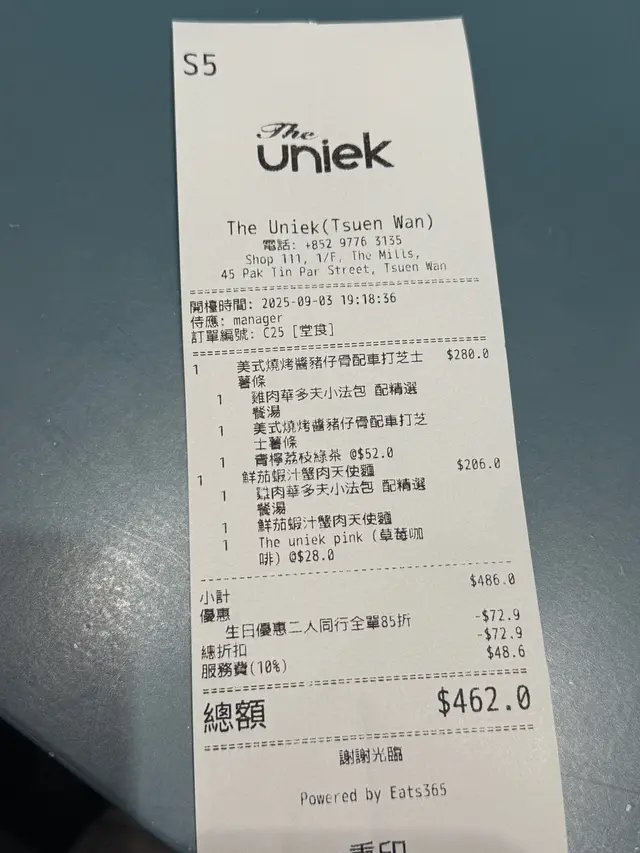 S5
The
uniek
The Uniek(Tsuen Wan)
電話: +852 9776 3135
Shop 111, 1/F, The Mills,
45 Pak Tin Par Street, Tsuen Wan
開檯時間: 2025-09-03 19:18:36
侍應: manager
訂單編號: C25 [堂食]
1 美式燒烤醬豬仔骨配車打芝士 $280.0
薯條
1 雞肉華多夫小法包 配精選
餐湯
1 美式燒烤醬豬仔骨配車打芝
士薯條
1 青檸荔枝綠茶 @$52.0
1 鮮茄蝦汁蟹肉天使麵 $206.0
1 雞肉華多夫小法包 配精選
餐湯
1 鮮茄蝦汁蟹肉天使麵
1 The uniek pink (草莓咖
啡) @$28.0
小計 $486.0
優惠
生日優惠二人同行全單85折 -$72.9
總折扣 -$72.9
服務費(10%) $48.6
總額 $462.0
謝謝光臨
Powered by Eats365
重印